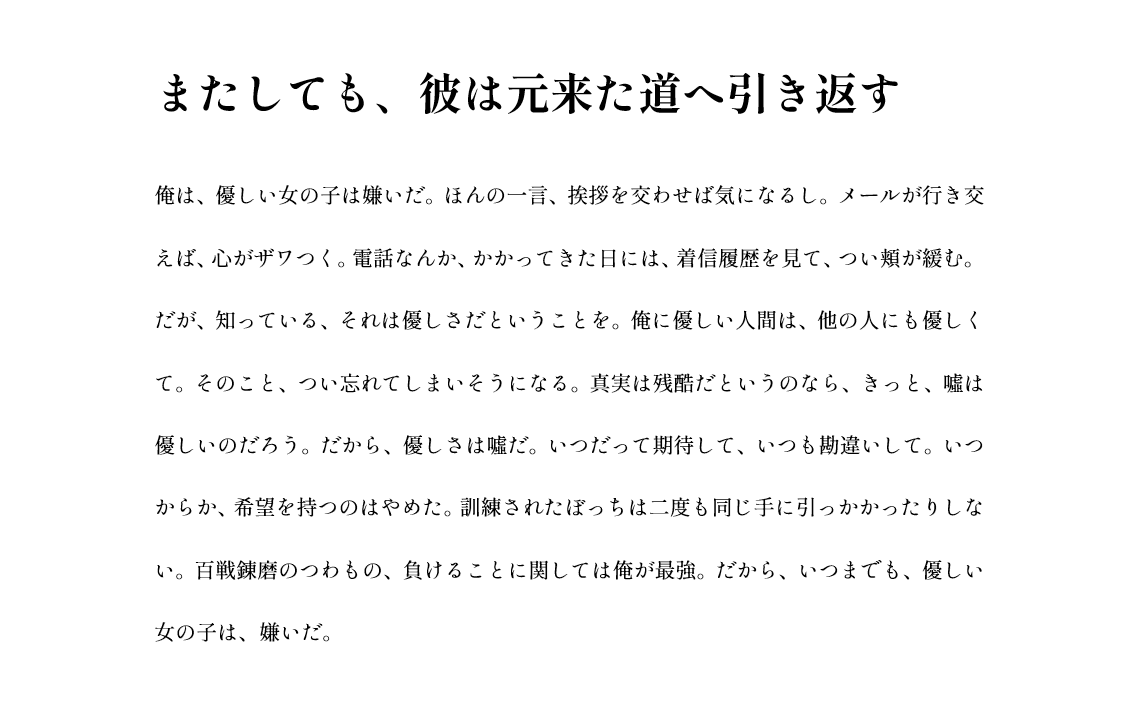 またしても、彼は元来た道へ引き返す
俺は、優しい女の子は嫌いだ。ほんの一言、挨拶を交わせば気になるし。メールが行き交
えば、心がザワつく。電話なんか、かかってきた日には、着信履歴を見て、つい頬が緩む。
だが、知っている、それは優しさだということを。俺に優しい人間は、他の人にも優しく
て。そのこと、つい忘れてしまいそうになる。真実は残酷だというのなら、きっと、嘘は
優しいのだろう。だから、優しさは嘘だ。いつだって期待して、いつも勘違いして。いつ
からか、希望を持つのはやめた。訓練されたぼっちは二度も同じ手に引っかかったりしな
い。百戦錬磨のつわもの、負けることに関しては俺が最強。だから、いつまでも、優しい
女の子は、嫌いだ。